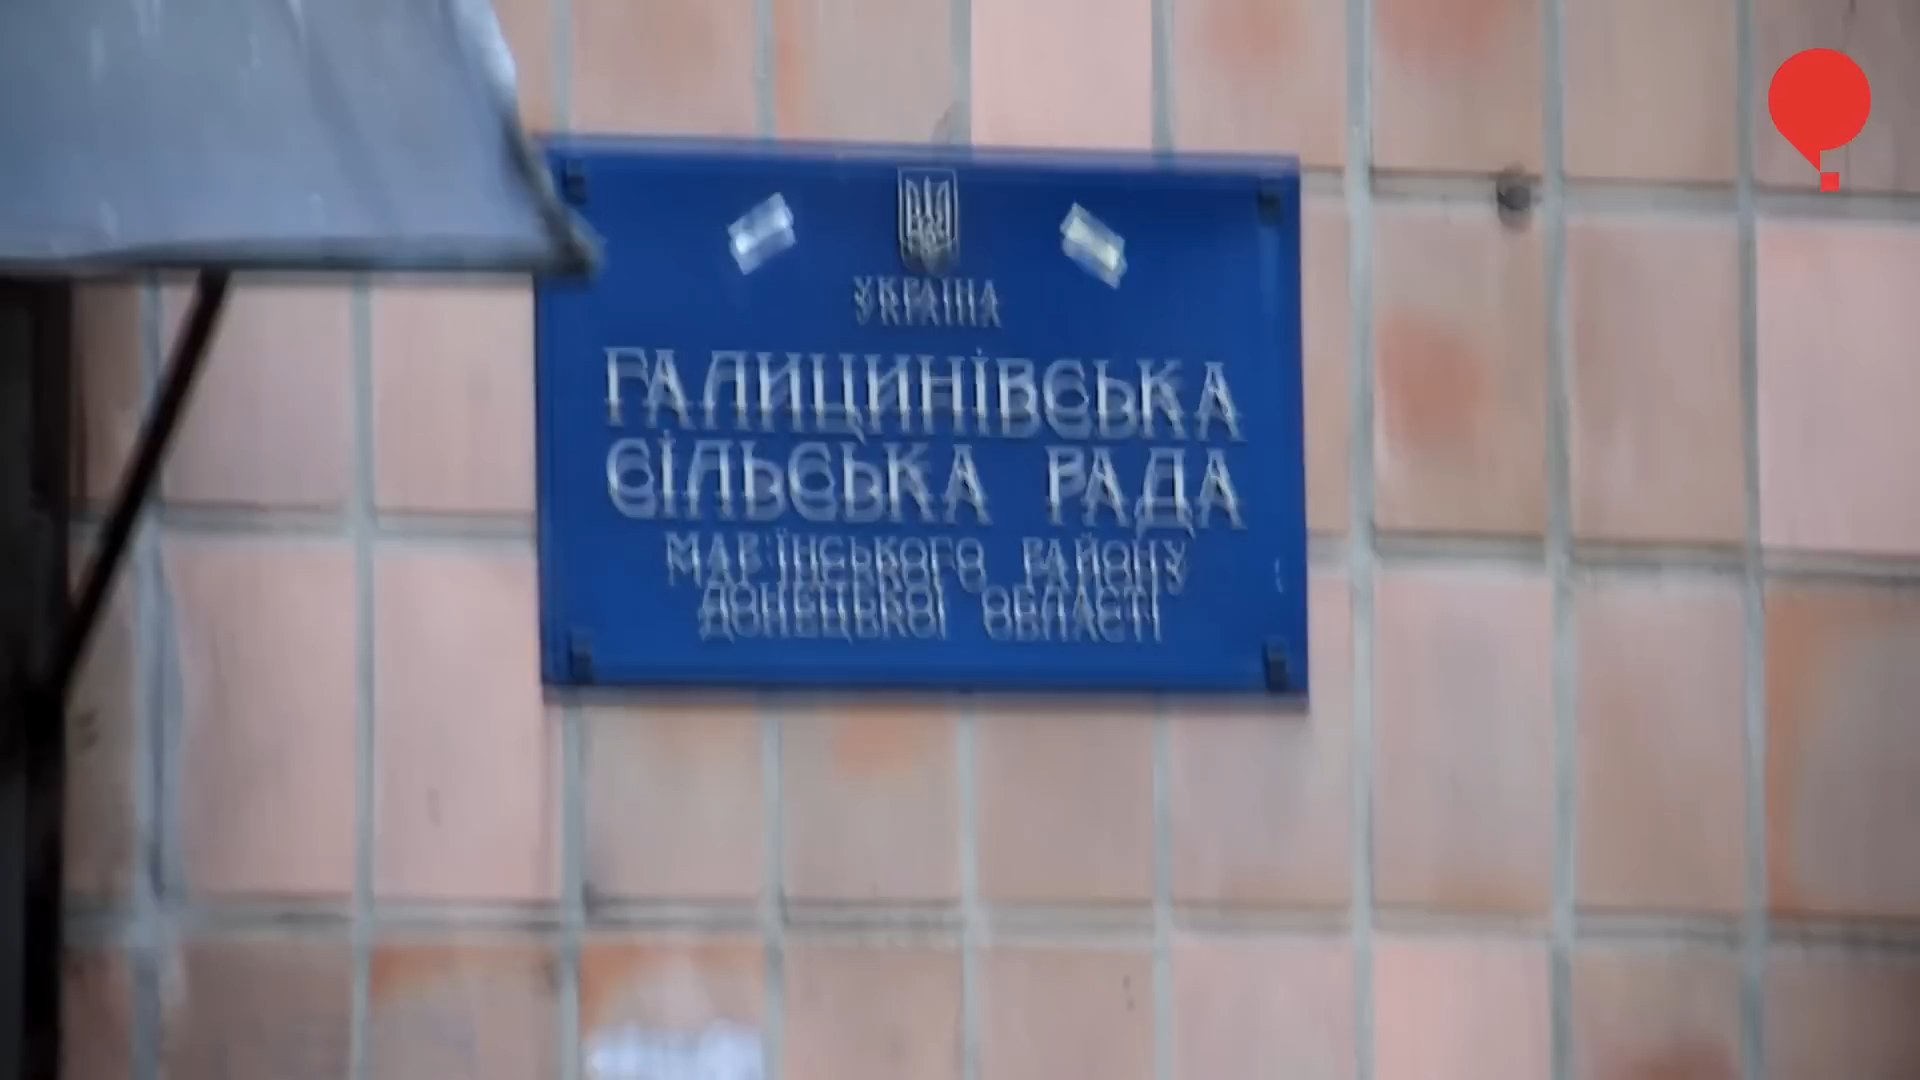 УКРАЇНА
ГАЛИЦИНІВСЬКА
СІЛЬСЬКА РАДА
МАР'ЇНСЬКОГО РАЙОНУ
ДОНЕЦЬКОЇ ОБЛАСТІ